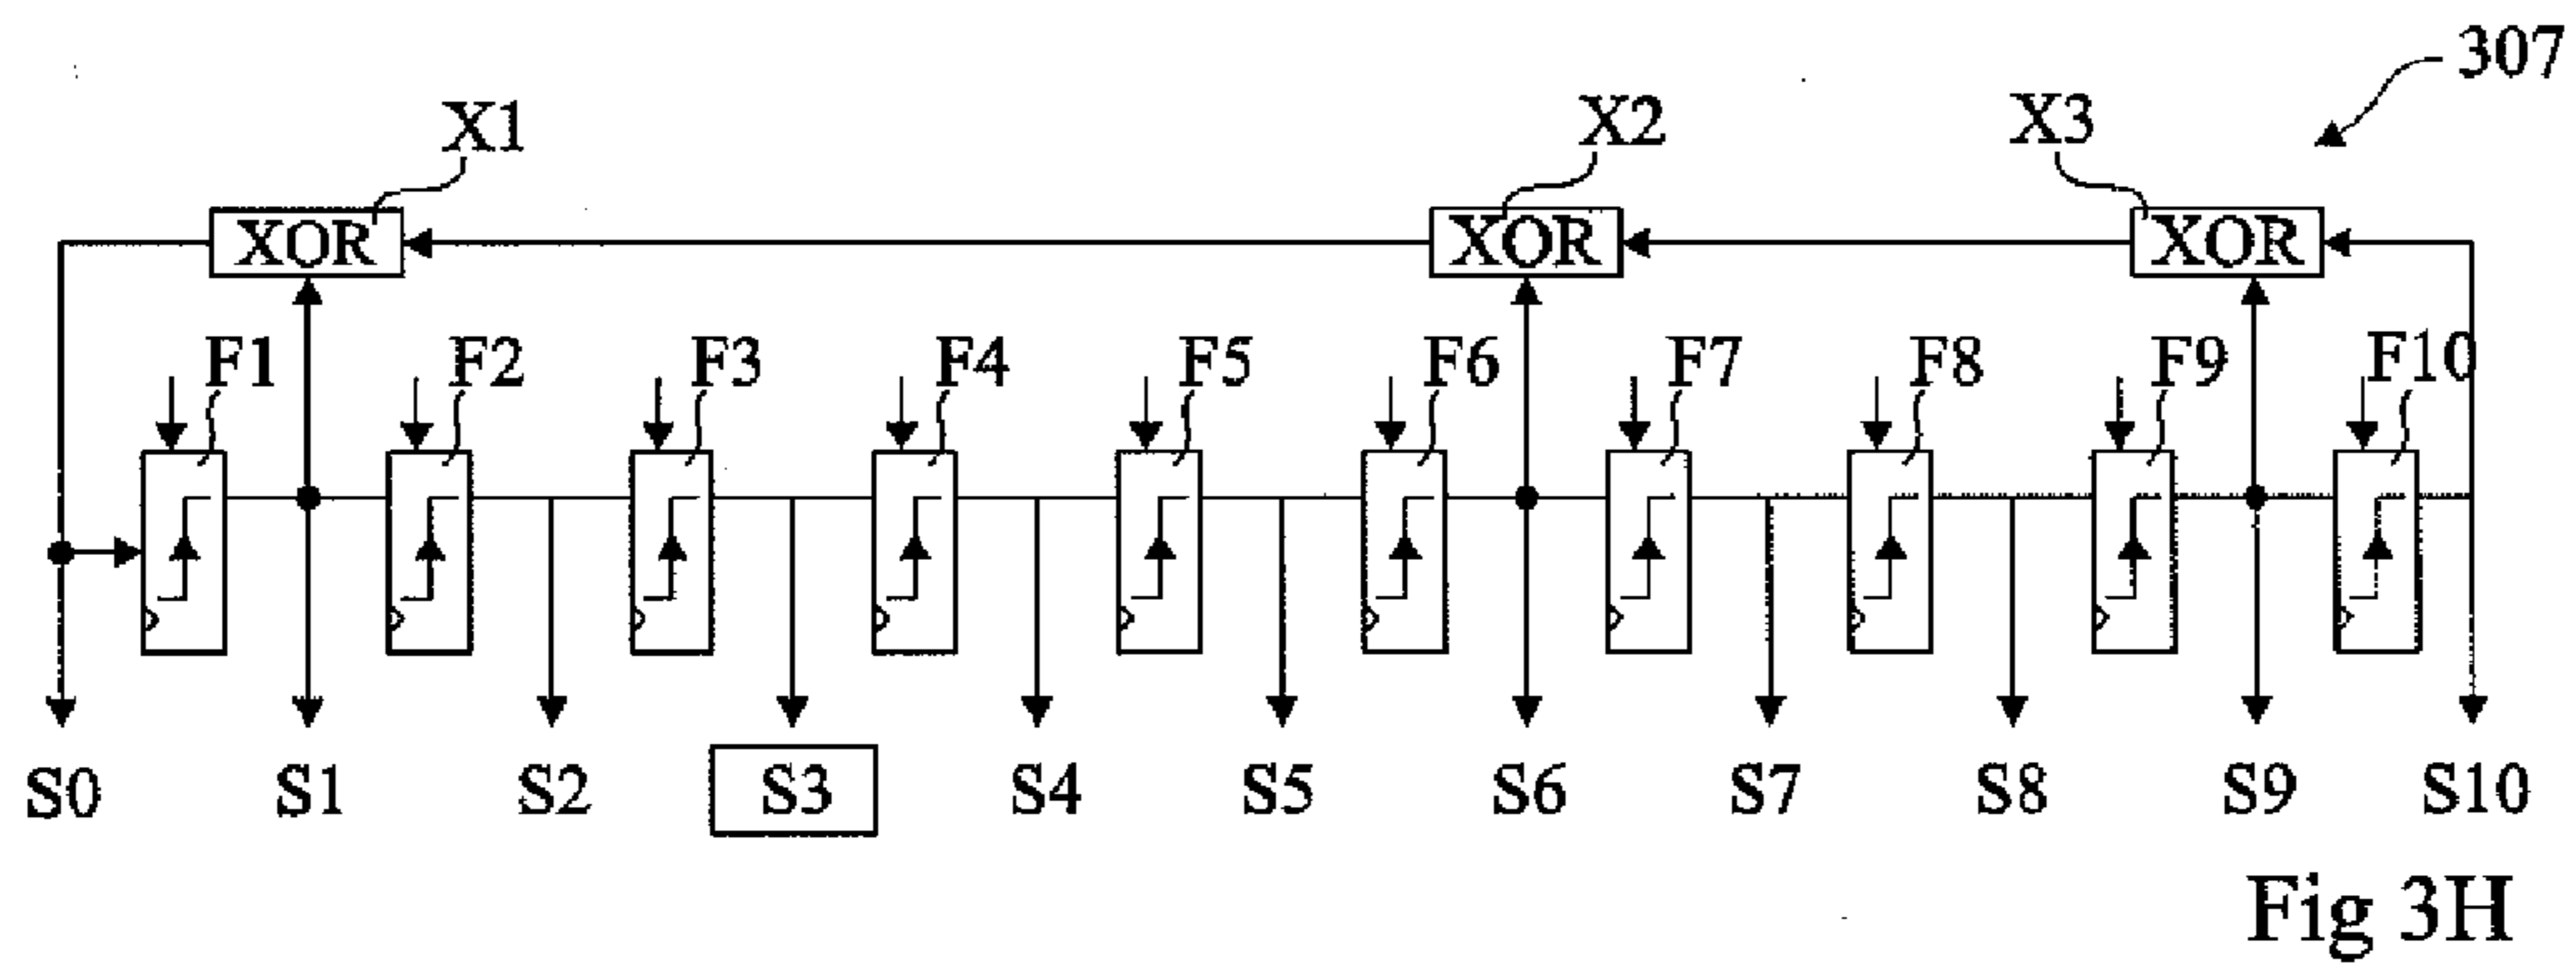 307
X1 X2 X3
XOR XOR XOR
F1 F2 F3 F4 F5 F6 F7 F8 F9 F10
S0 S1 S2 S3 S4 S5 S6 S7 S8 S9 S10
Fig 3H